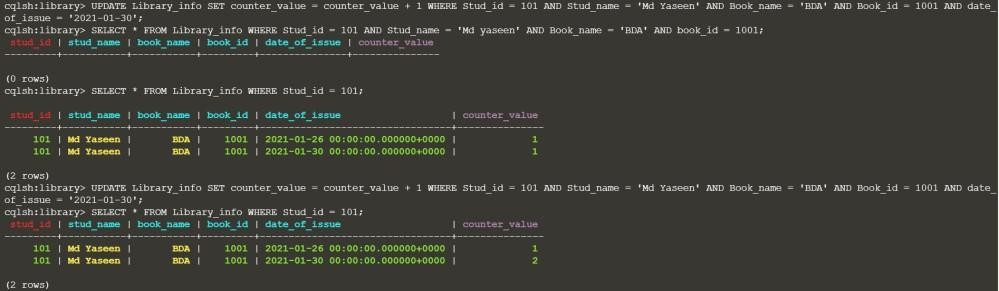 cqlsh:library> UPDATE Library_info SET counter_value = counter_value + 1 WHERE Stud_id = 101 AND Stud_name = 'Md Yaseen' AND Book_name = 'BDA' AND Book_id = 1001 AND date_
of_issue = '2021-01-30';
cqlsh:library> SELECT * FROM Library_info WHERE Stud_id = 101 AND Stud_name = 'Md yaseen' AND Book_name = 'BDA' AND book_id = 1001;
stud_id | stud_name | book_name | book_id | date_of_issue | counter_value
---------+-----------+-----------+---------+---------------+---------------
(0 rows)
cqlsh:library> SELECT * FROM Library_info WHERE Stud_id = 101;
stud_id | stud_name | book_name | book_id | date_of_issue | counter_value
---------+-----------+-----------+---------+---------------------------------+---------------
101 | Md Yaseen | BDA | 1001 | 2021-01-26 00:00:00.000000+0000 | 1
101 | Md Yaseen | BDA | 1001 | 2021-01-30 00:00:00.000000+0000 | 1
(2 rows)
cqlsh:library> UPDATE Library_info SET counter_value = counter_value + 1 WHERE Stud_id = 101 AND Stud_name = 'Md Yaseen' AND Book_name = 'BDA' AND Book_id = 1001 AND date_
of_issue = '2021-01-30';
cqlsh:library> SELECT * FROM Library_info WHERE Stud_id = 101;
stud_id | stud_name | book_name | book_id | date_of_issue | counter_value
---------+-----------+-----------+---------+---------------------------------+---------------
101 | Md Yaseen | BDA | 1001 | 2021-01-26 00:00:00.000000+0000 | 1
101 | Md Yaseen | BDA | 1001 | 2021-01-30 00:00:00.000000+0000 | 2
(2 rows)